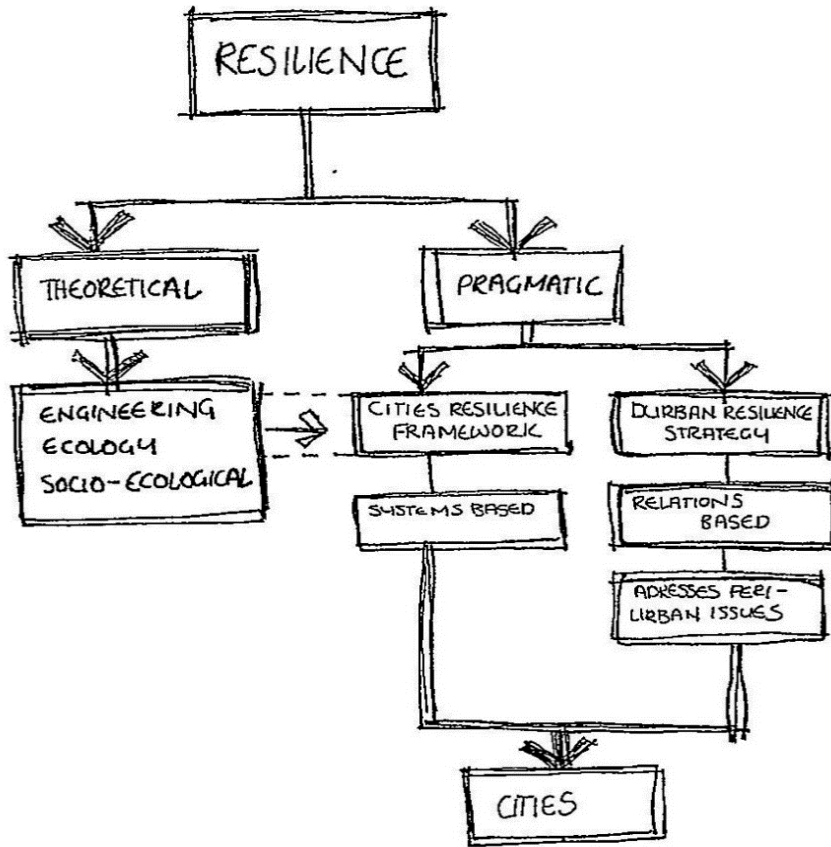 RESILIENCE
THEORETICAL
PRAGMATIC
ENGINEERING
ECOLOGY
SOCIO-ECOLOGICAL
CITIES RESILIENCE
FRAMEWORK
DURBAN RESILIENCE
STRATEGY
SYSTEMS BASED
RELATIONS
BASED
ADRESSES PERI-
URBAN ISSUES
CITIES